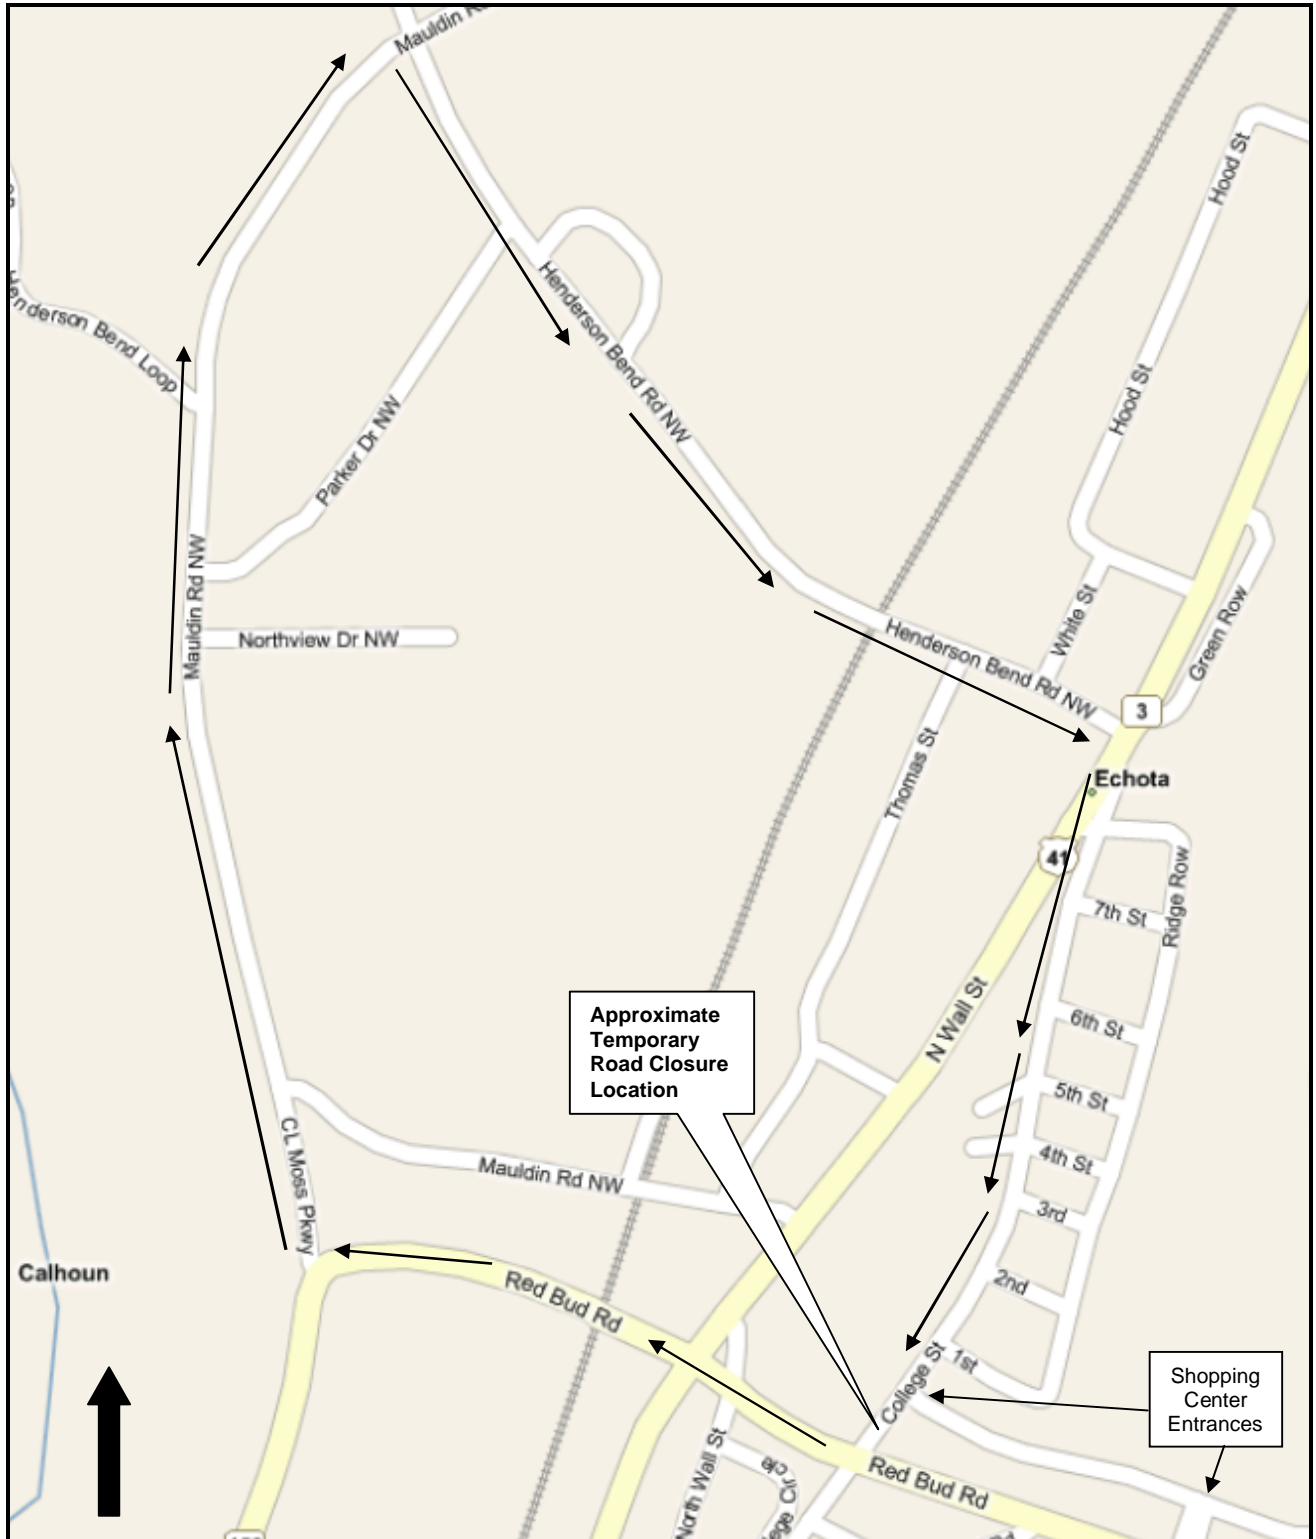 Mauldin R
Hood St
Henderson Bend Loop
Henderson Bend Rd NW
Hood St
Parker Dr NW
Mauldin Rd NW
Northview Dr NW
White St
Green Row
Henderson Bend Rd NW
3
Thomas St
Echota
41
Ridge Row
7th St
N Wall St
6th St
Approximate
Temporary
Road Closure
Location
5th St
4th St
CL Moss Pkwy
Mauldin Rd NW
3rd
Calhoun
Red Bud Rd
2nd
1st
College St
Shopping
Center
Entrances
North Wall St
Red Bud Rd